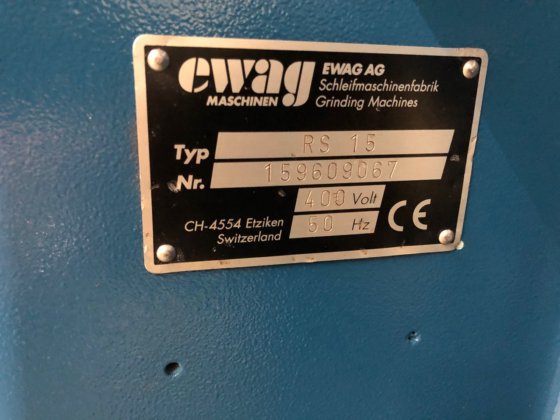 ewag
MASCHINEN
EWAG AG
Schleifmaschinenfabrik
Grinding Machines
Typ RS 15
Nr. 159609067
400 Volt
50 Hz
CH-4554 Etziken
Switzerland
CE